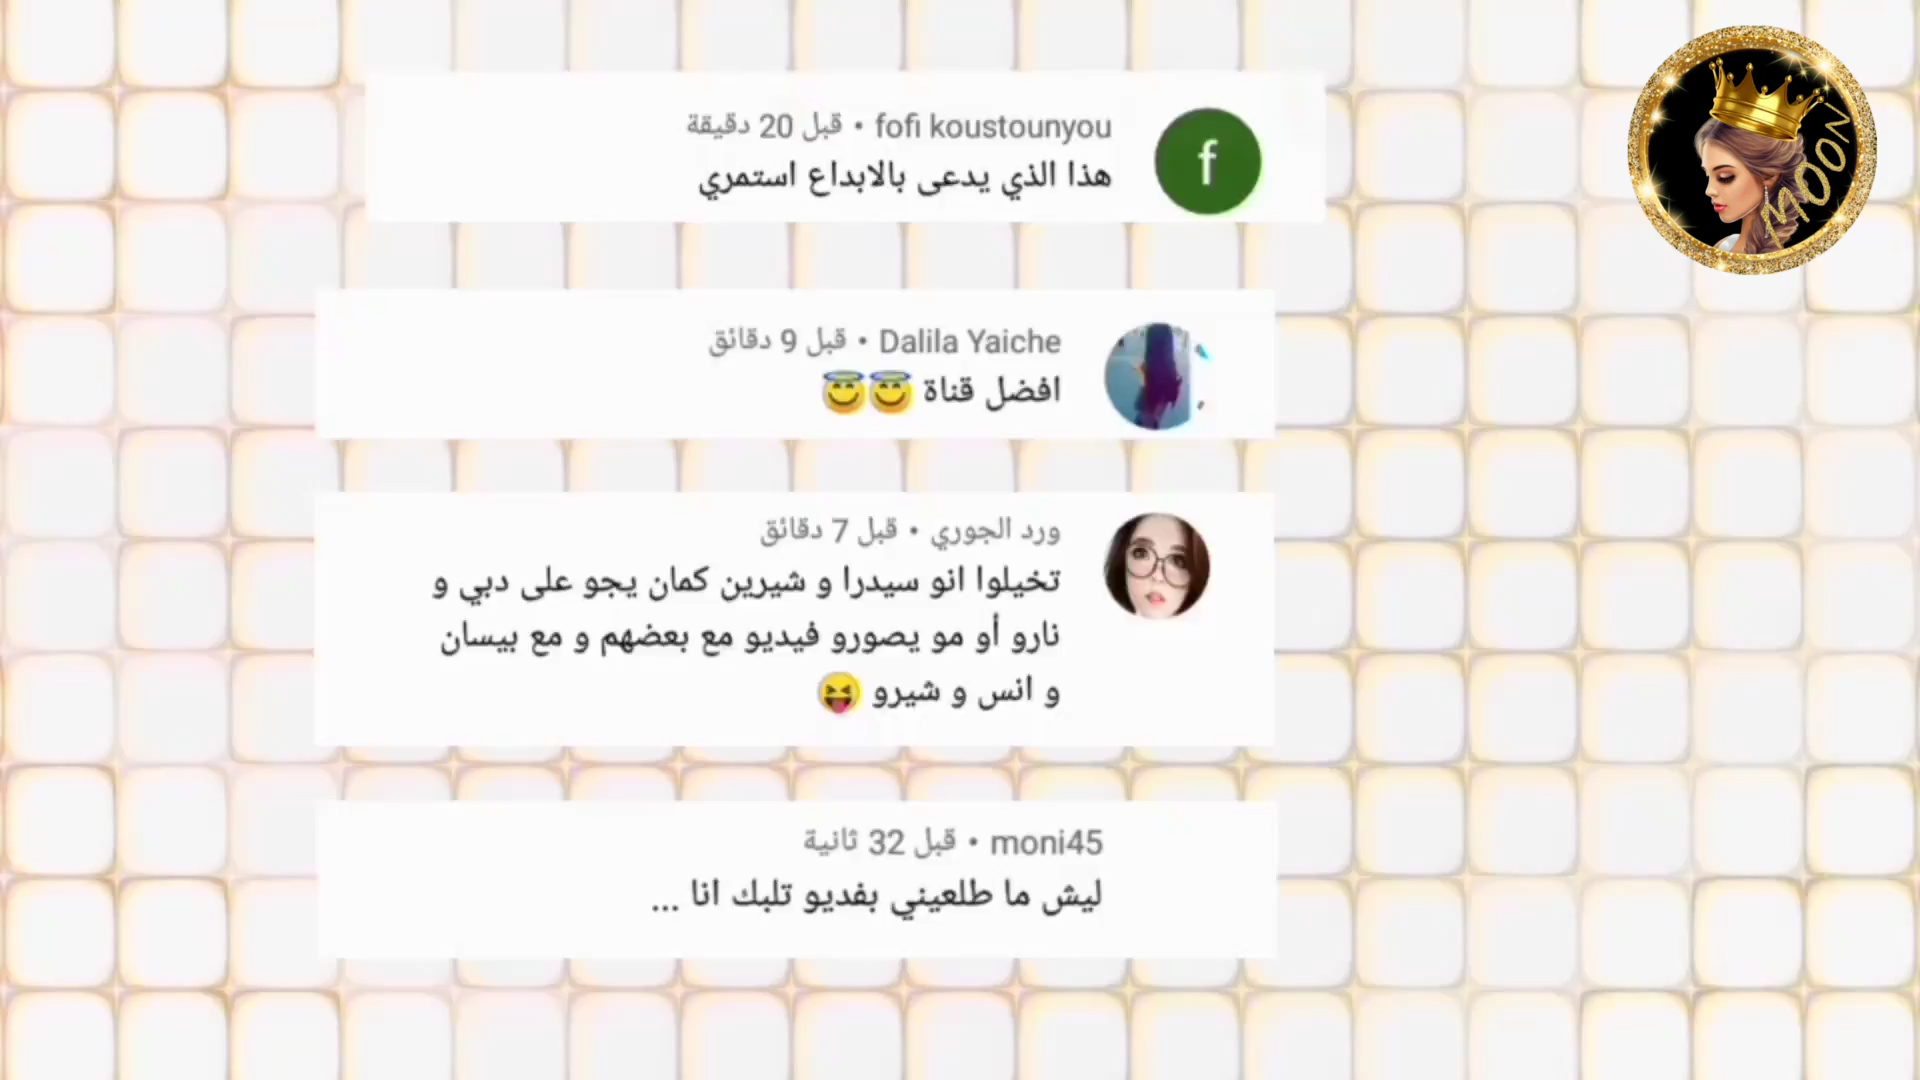 MOON
fofi koustounyou • قبل 20 دقيقة
f
هذا الذي يدعى بالابداع استمري
Dalila Yaiche • قبل 9 دقائق
افضل قناة 😇😇
ورد الجوري • قبل 7 دقائق
تخيلوا انو سيدرا و شيرين كمان يجو على دبي و
نارو أو مو يصورو فيديو مع بعضهم و مع بيسان
و انس و شيرو 😝
moni45 • قبل 32 ثانية
ليش ما طلعيني بفديو تلبك انا ...